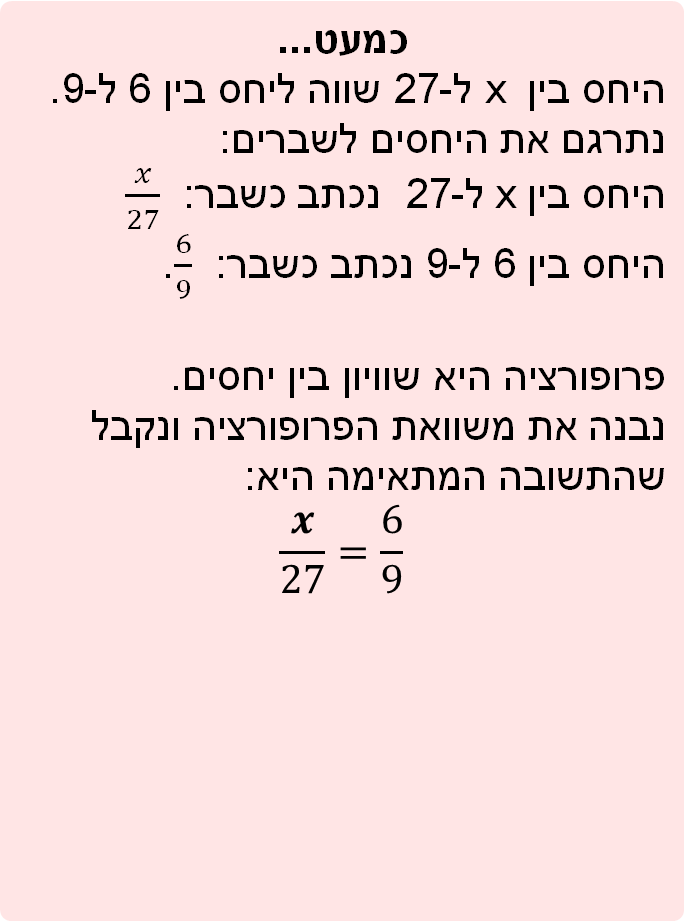 כמעט...
היחס בין x ל-27 שווה ליחס בין 6 ל-9.
נתרגם את היחסים לשברים:
היחס בין x ל-27 נכתב כשבר: x/27
היחס בין 6 ל-9 נכתב כשבר: 6/9.
פרופורציה היא שוויון בין יחסים.
נבנה את משוואת הפרופורציה ונקבל
שהתשובה המתאימה היא:
x/27 = 6/9